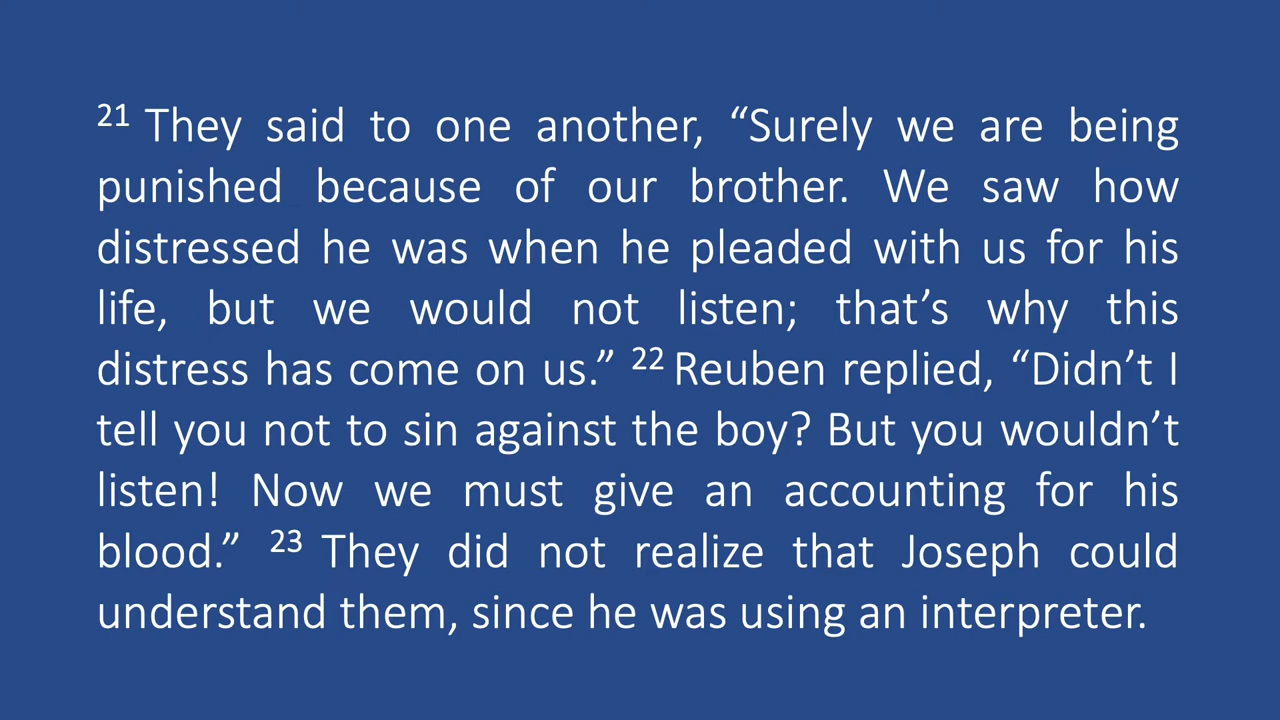 21 They said to one another, “Surely we are being
punished because of our brother. We saw how
distressed he was when he pleaded with us for his
life, but we would not listen; that’s why this
distress has come on us.” 22 Reuben replied, “Didn’t I
tell you not to sin against the boy? But you wouldn’t
listen! Now we must give an accounting for his
blood.” 23 They did not realize that Joseph could
understand them, since he was using an interpreter.